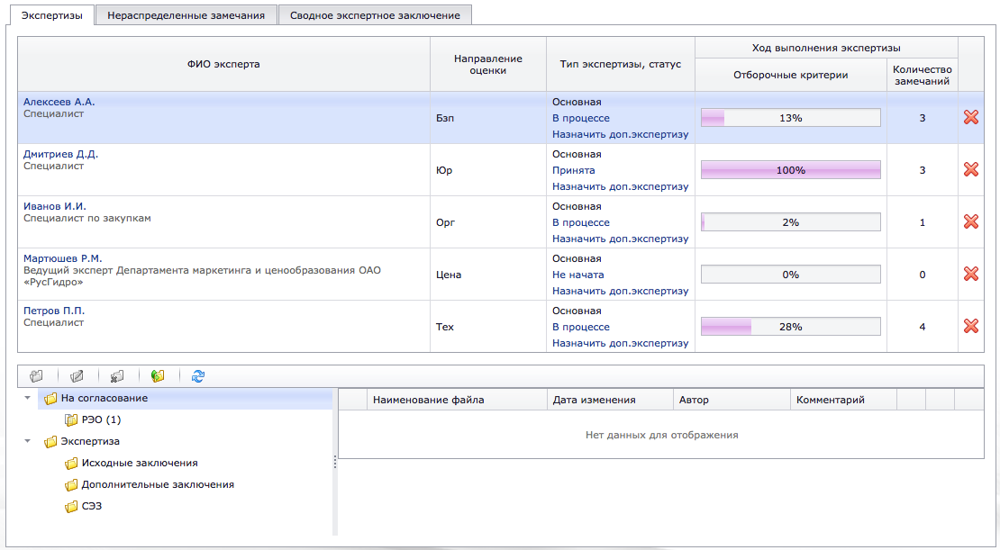 Экспертизы
Нераспределенные замечания
Сводное экспертное заключение
ФИО эксперта
Направление
оценки
Тип экспертизы, статус
Ход выполнения экспертизы
Отборочные критерии
Количество
замечаний
Алексеев А.А.
Специалист
Бзп
Основная
В процессе
Назначить доп.экспертизу
13%
3
Дмитриев Д.Д.
Специалист
Юр
Основная
Принята
Назначить доп.экспертизу
100%
3
Иванов И.И.
Специалист по закупкам
Орг
Основная
В процессе
Назначить доп.экспертизу
2%
1
Мартюшев Р.М.
Ведущий эксперт Департамента маркетинга и ценообразования ОАО
«РусГидро»
Цена
Основная
Не начата
Назначить доп.экспертизу
0%
0
Петров П.П.
Специалист
Тех
Основная
В процессе
Назначить доп.экспертизу
28%
4
На согласование
РЭО (1)
Экспертиза
Исходные заключения
Дополнительные заключения
СЭЗ
Наименование файла
Дата изменения
Автор
Комментарий
Нет данных для отображения